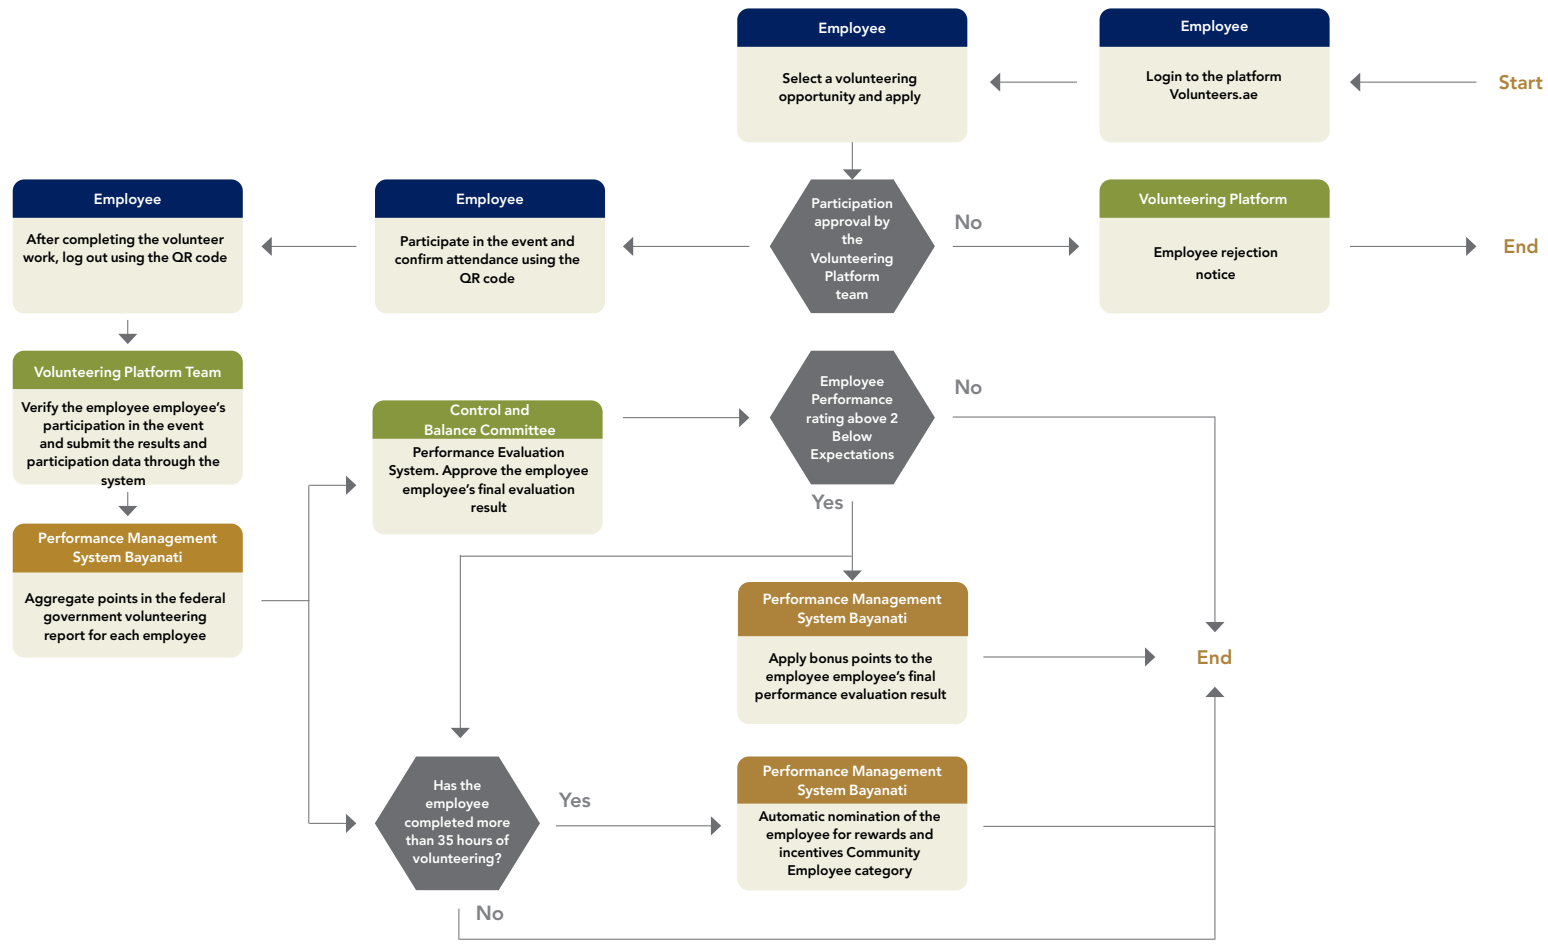 Start
Employee
Login to the platform
Volunteers.ae
Employee
Select a volunteering
opportunity and apply
Participation
approval by
the
Volunteering
Platform
team
No
Volunteering Platform
Employee rejection
notice
End
Employee
Participate in the event and
confirm attendance using the
QR code
Employee
After completing the volunteer
work, log out using the QR code
Volunteering Platform Team
Verify the employee employee’s
participation in the event
and submit the results and
participation data through the
system
Performance Management
System Bayanati
Aggregate points in the federal
government volunteering
report for each employee
Control and
Balance Committee
Performance Evaluation
System. Approve the employee
employee’s final evaluation
result
Employee
Performance
rating above 2
Below
Expectations
No
Yes
Performance Management
System Bayanati
Apply bonus points to the
employee employee’s final
performance evaluation result
End
Has the
employee
completed more
than 35 hours of
volunteering?
Yes
Performance Management
System Bayanati
Automatic nomination of the
employee for rewards and
incentives Community
Employee category
No